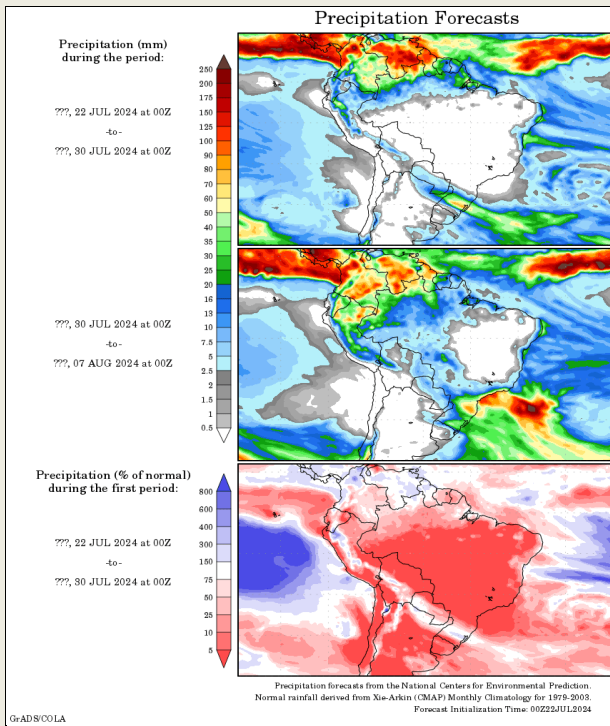 Precipitation Forecasts
Precipitation (mm)
during the period:
???, 22 JUL 2024 at 00Z
-to-
???, 30 JUL 2024 at 00Z
250
200
175
150
125
100
90
80
70
60
50
40
35
30
25
20
16
13
10
7.5
5
2.5
2
1.5
1
0.5
???, 30 JUL 2024 at 00Z
-to-
???, 07 AUG 2024 at 00Z
Precipitation (% of normal)
during the first period:
???, 22 JUL 2024 at 00Z
-to-
???, 30 JUL 2024 at 00Z
800
600
400
300
150
75
50
25
10
5
Precipitation forecasts from the National Centers for Environmental Prediction.
Normal rainfall derived from Xie-Arkin (CMAP) Monthly Climatology for 1979-2003.
Forecast Initialization Time: 00Z22JUL2024
GrADS/COLA